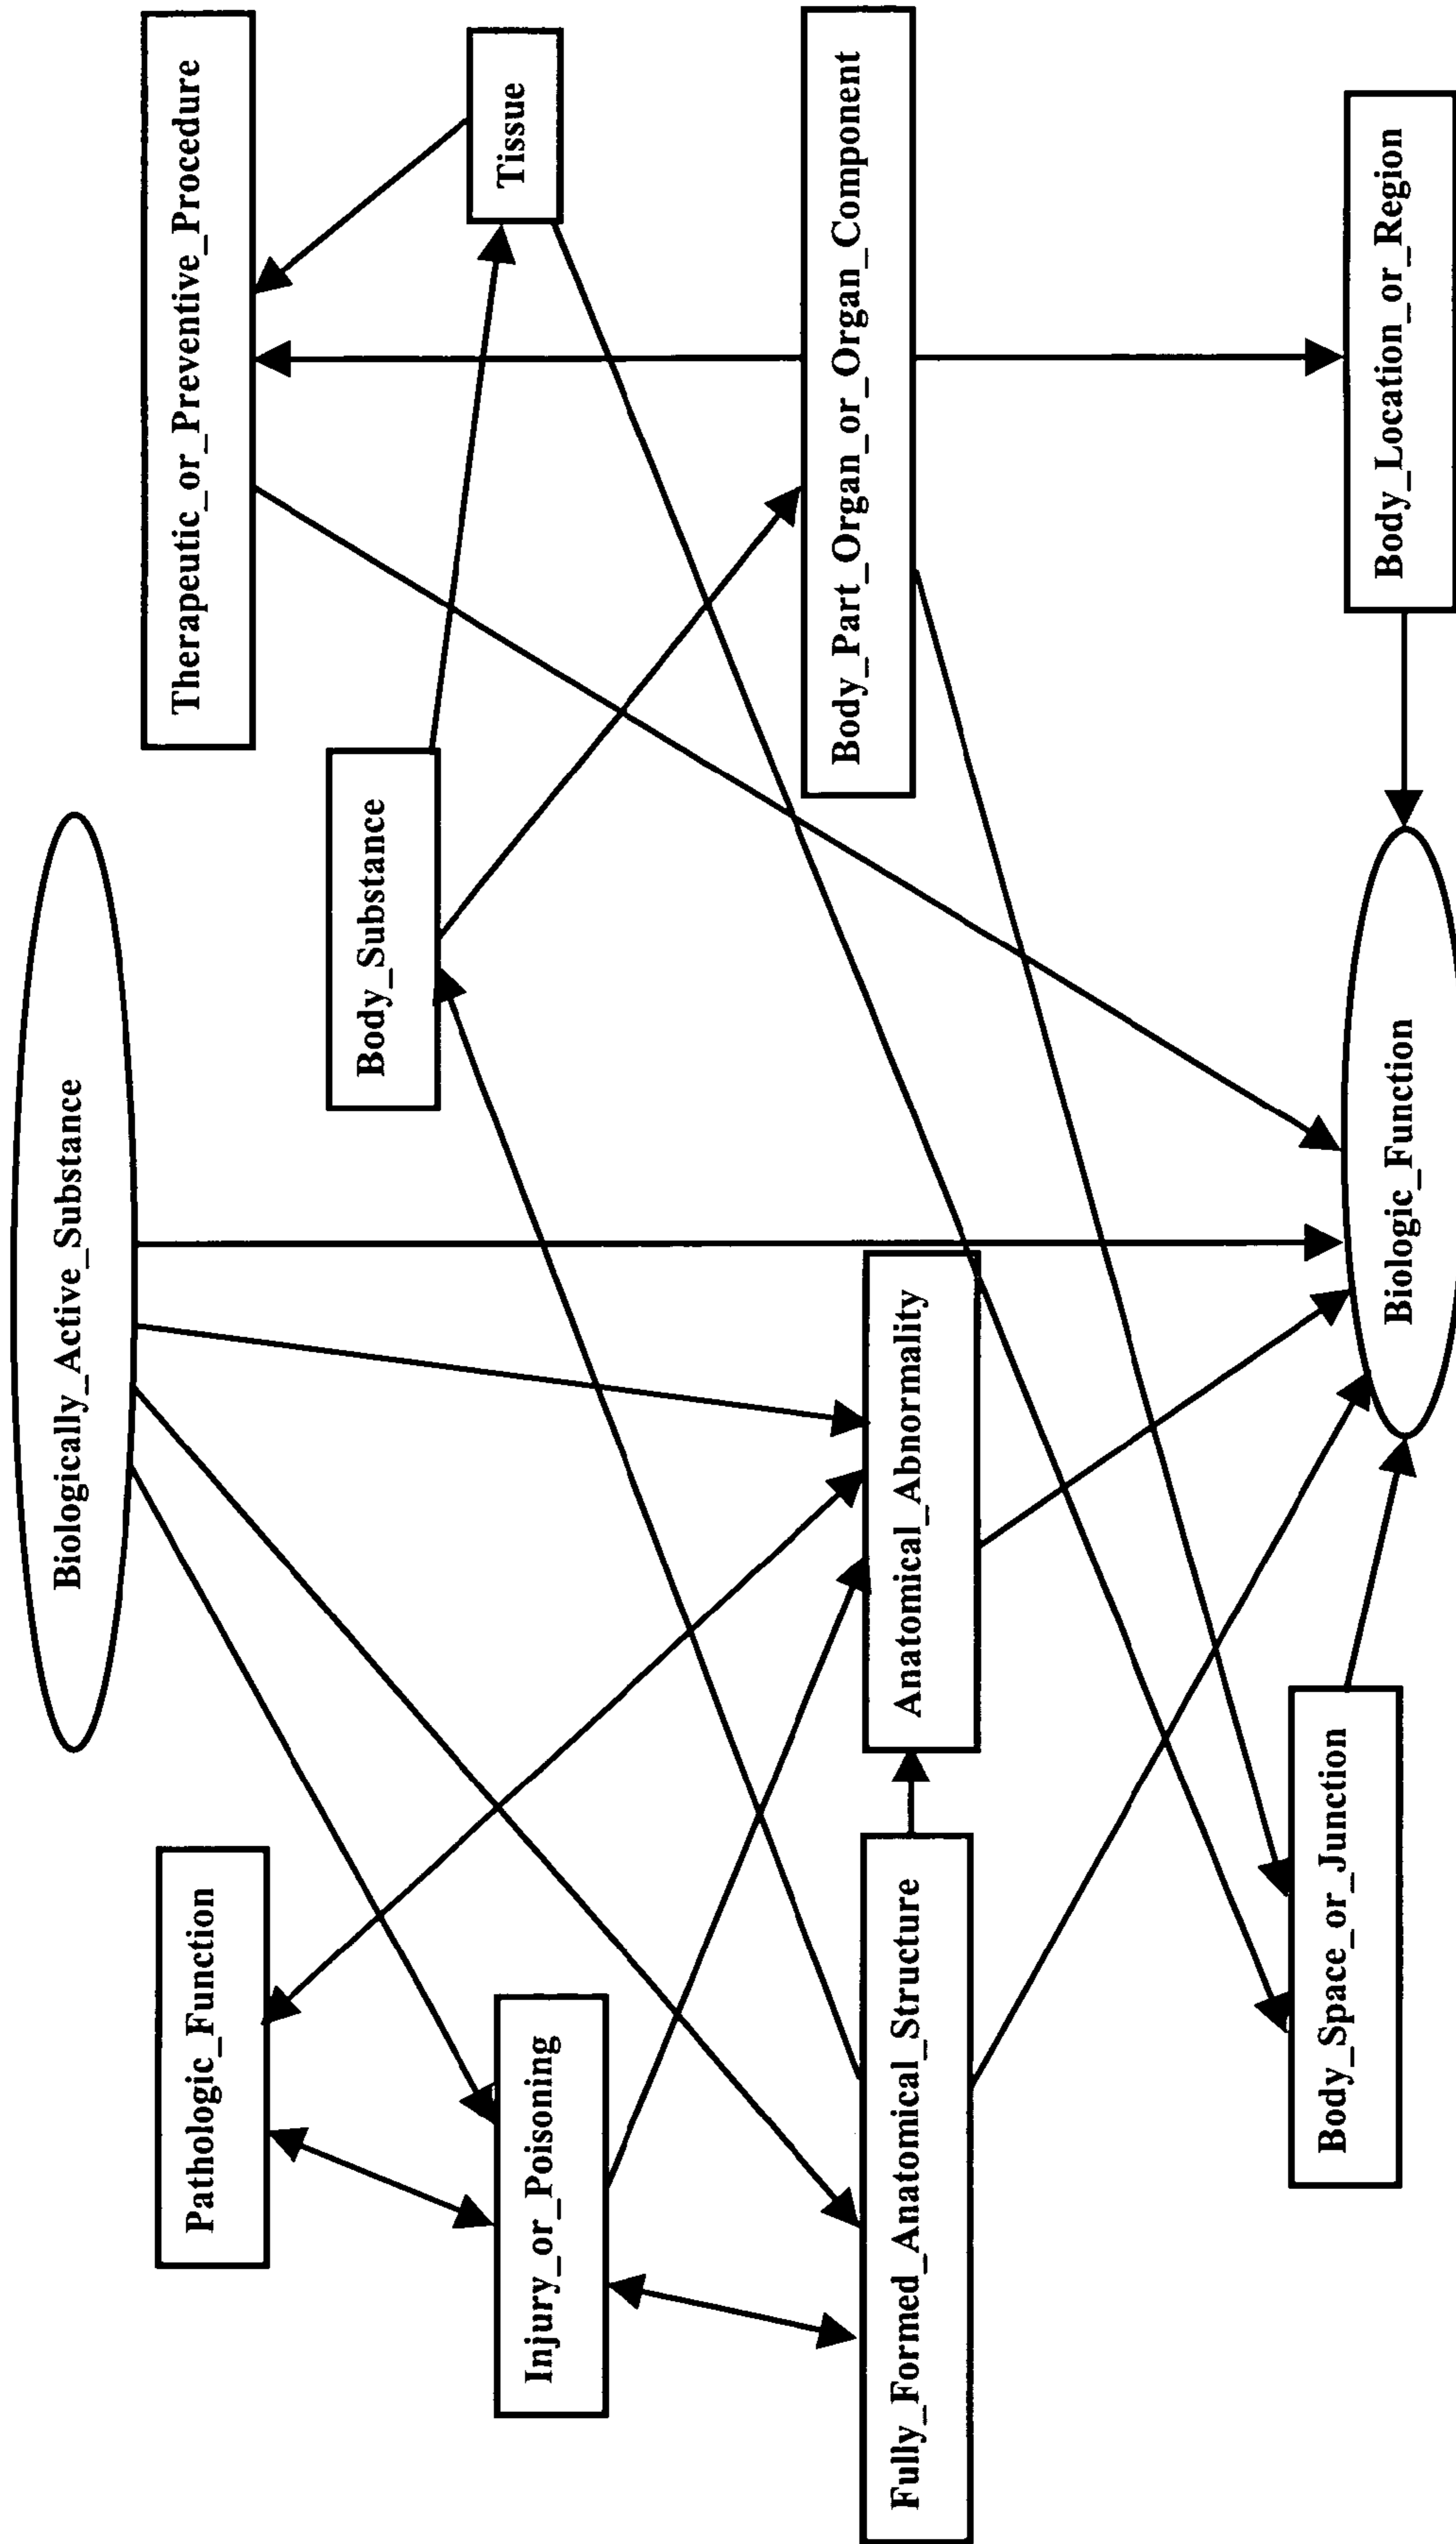 Biologically_Active_Substance
Pathologic_Function
Therapeutic_or_Preventive_Procedure
Body_Substance
Injury_or_Poisoning
Tissue
Fully_Formed_Anatomical_Structure
Anatomical_Abnormality
Body_Part_Organ_or_Organ_Component
Body_Space_or_Junction
Biologic_Function
Body_Location_or_Region